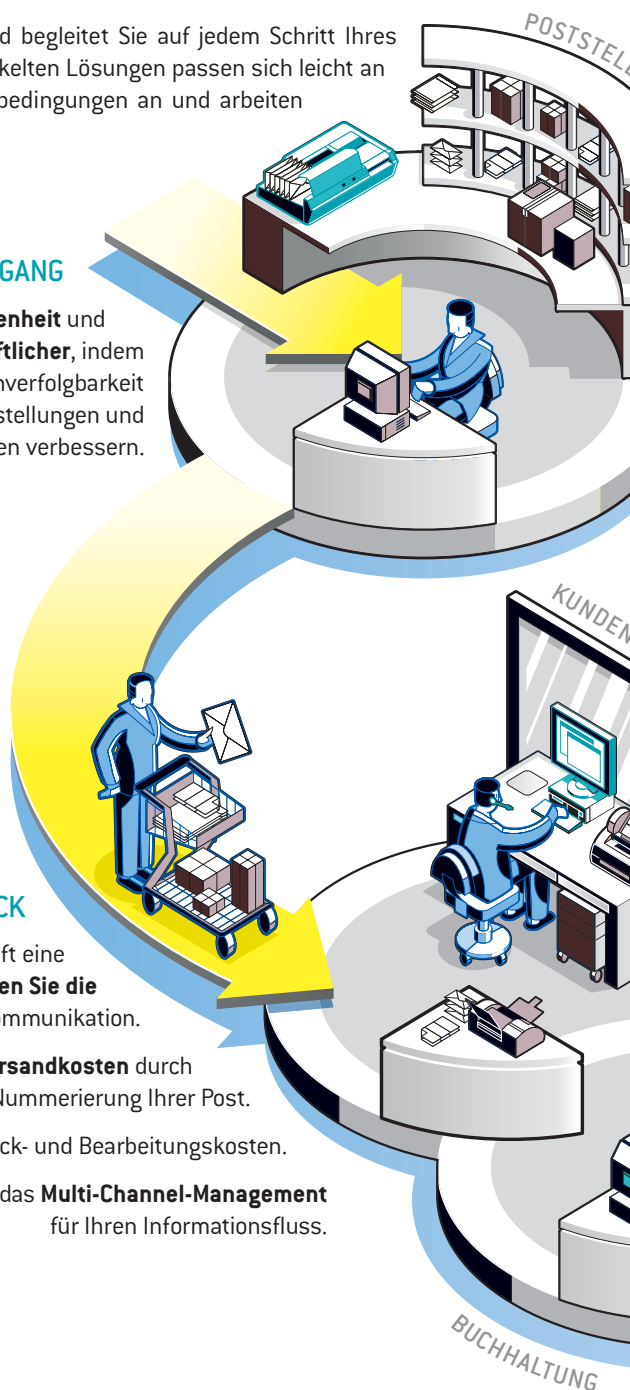 d begleitet Sie auf jedem Schritt Ihres
kelten Lösungen passen sich leicht an
bedingungen an und arbeiten
POSTSTELLE
GANG
enheit und
ftlicher, indem
nverfolgbarkeit
stellungen und
en verbessern.
KUNDEN
CK
ft eine
en Sie die
ommunikation.
rsandkosten durch
Nummerierung Ihrer Post.
ck- und Bearbeitungskosten.
das Multi-Channel-Management
für Ihren Informationsfluss.
BUCHHALTUNG